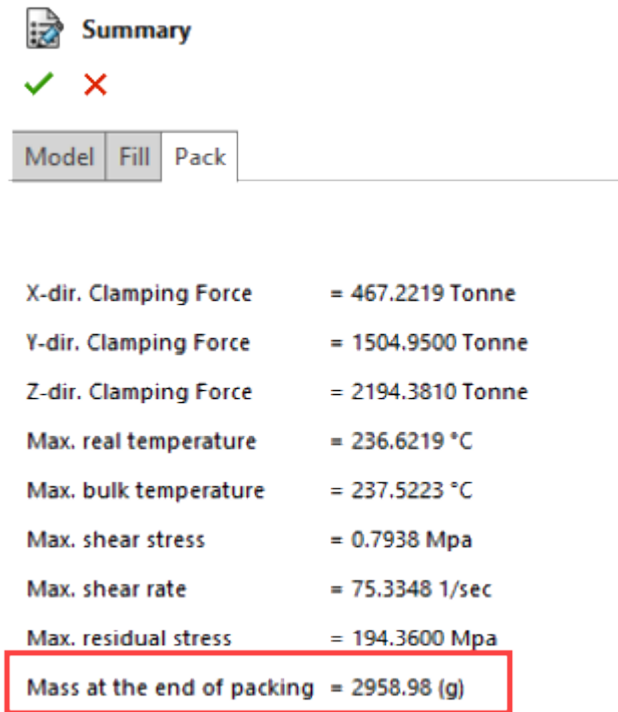 Summary
Model Fill Pack
X-dir. Clamping Force = 467.2219 Tonne
Y-dir. Clamping Force = 1504.9500 Tonne
Z-dir. Clamping Force = 2194.3810 Tonne
Max. real temperature = 236.6219 °C
Max. bulk temperature = 237.5223 °C
Max. shear stress = 0.7938 Mpa
Max. shear rate = 75.3348 1/sec
Max. residual stress = 194.3600 Mpa
Mass at the end of packing = 2958.98 (g)